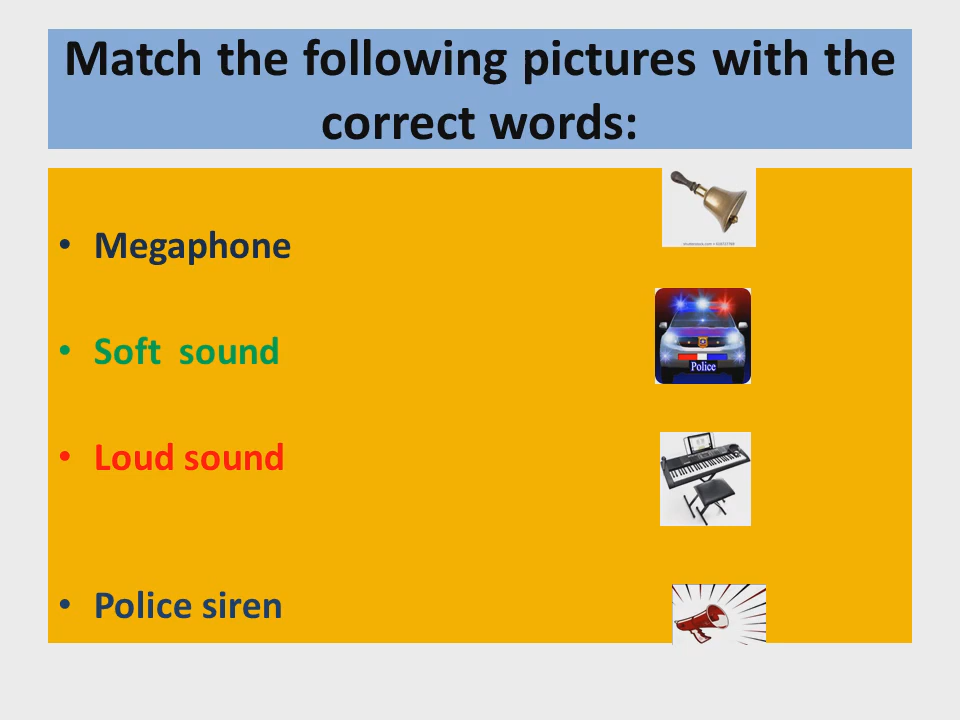 Match the following pictures with the
correct words:
• Megaphone
• Soft sound
• Loud sound
• Police siren
Police